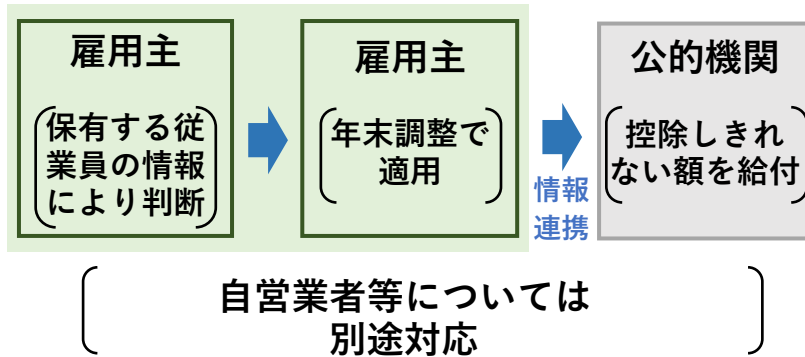 雇用主
保有する従
業員の情報
により判断
雇用主
年末調整で
適用
情報
連携
公的機関
控除しきれ
ない額を給付
自営業者等については
別途対応